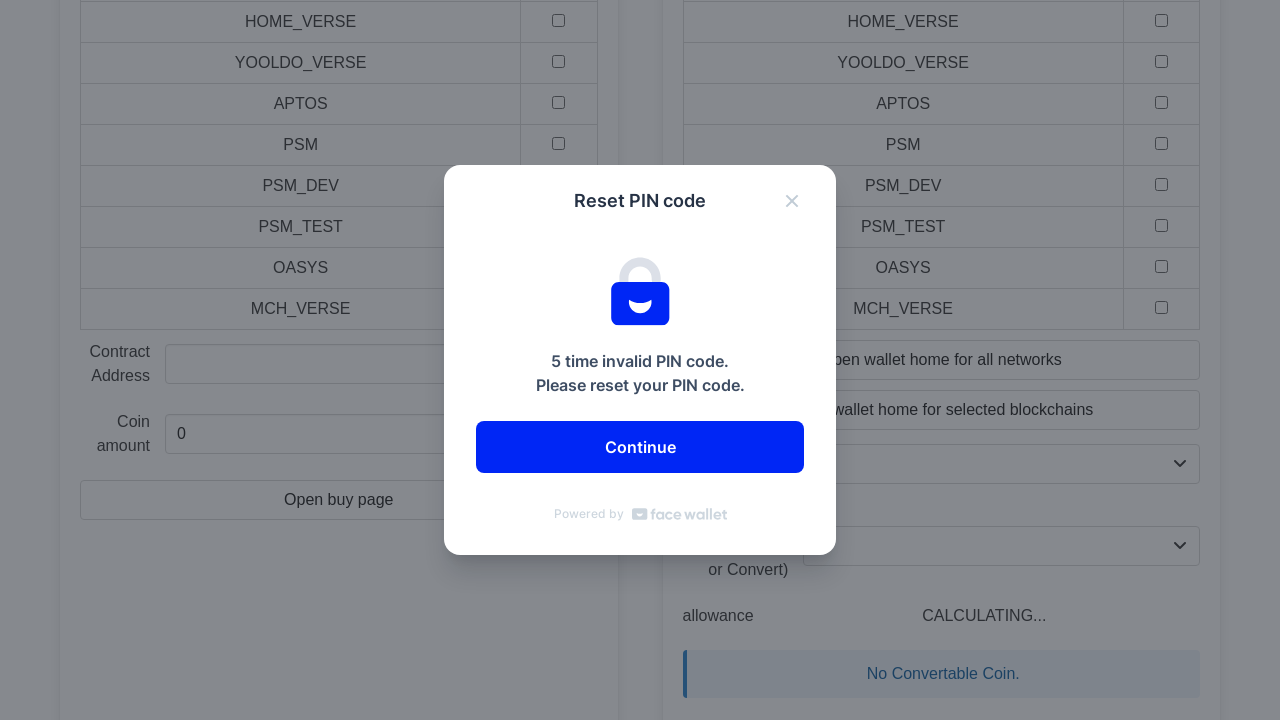 HOME_VERSE
YOOLDO_VERSE
APTOS
PSM
PSM_DEV
PSM_TEST
OASYS
MCH_VERSE
Contract
Address
Coin
amount
0
Open buy page
HOME_VERSE
YOOLDO_VERSE
APTOS
PSM
PSM_DEV
PSM_TEST
OASYS
MCH_VERSE
pen wallet home for all networks
wallet home for selected blockchains
or Convert)
allowance
CALCULATING...
No Convertable Coin.
Reset PIN code
5 time invalid PIN code.
Please reset your PIN code.
Continue
Powered by face wallet